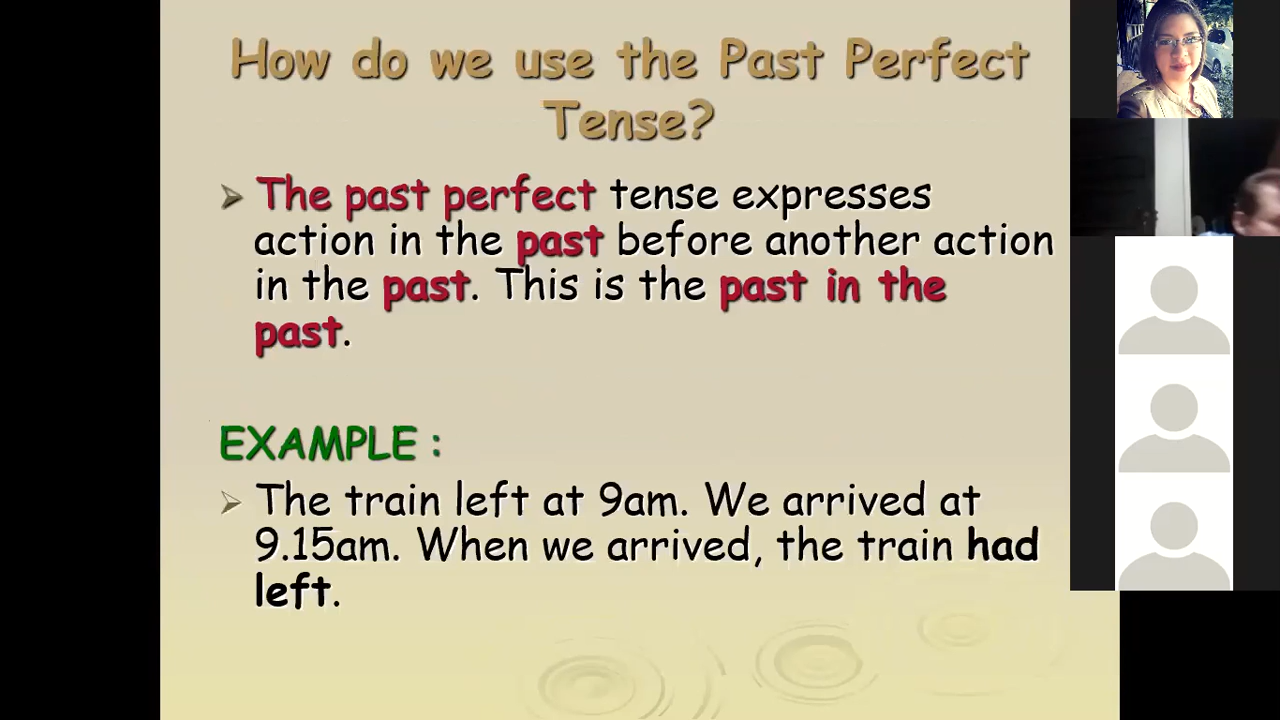 How do we use the Past Perfect
Tense?
The past perfect tense expresses
action in the past before another action
in the past. This is the past in the
past.
EXAMPLE :
The train left at 9am. We arrived at
9.15am. When we arrived, the train had
left.